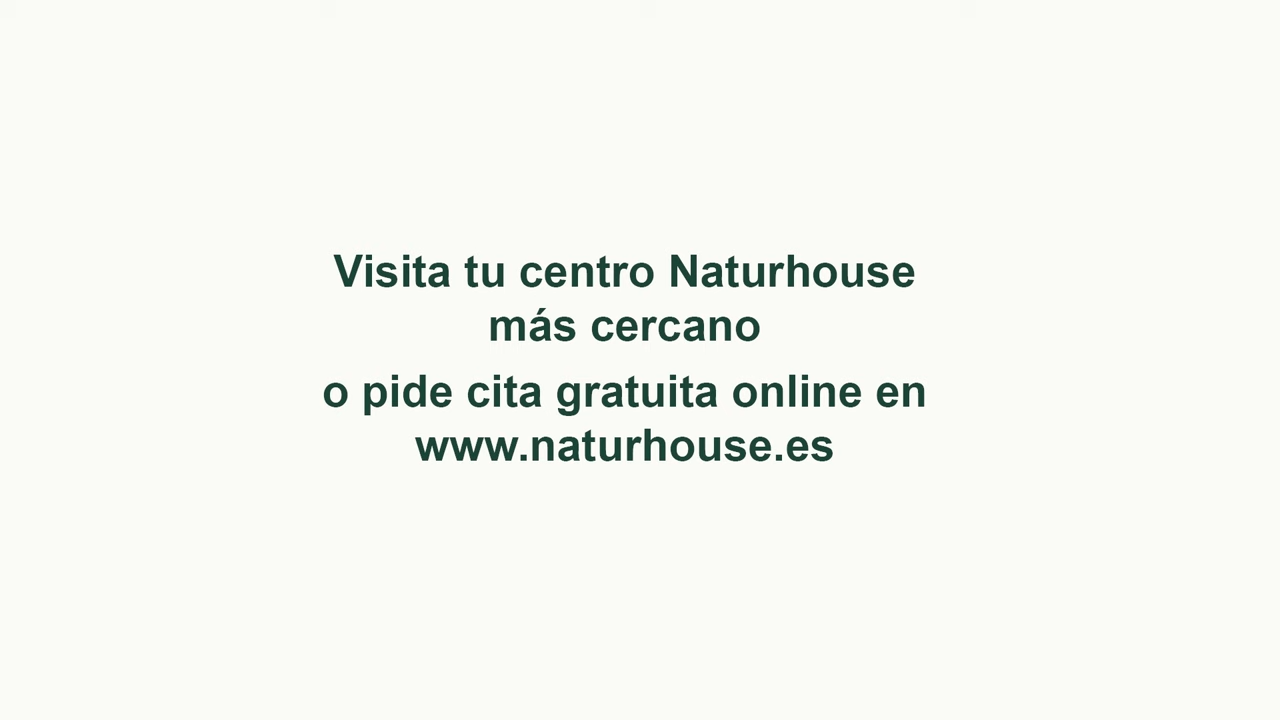 Visita tu centro Naturhouse
más cercano
o pide cita gratuita online en
www.naturhouse.es